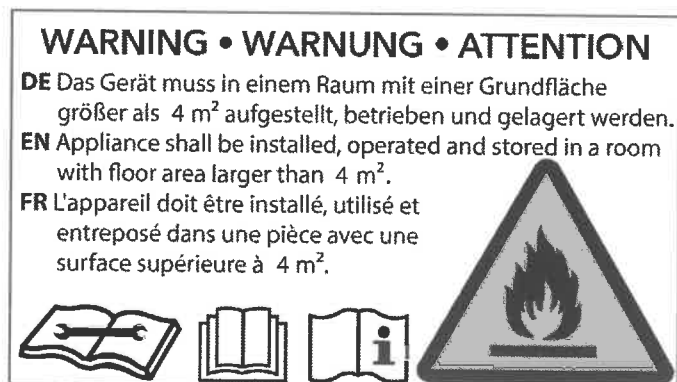 WARNING • WARNUNG • ATTENTION
DE Das Gerät muss in einem Raum mit einer Grundfläche
größer als 4 m² aufgestellt, betrieben und gelagert werden.
EN Appliance shall be installed, operated and stored in a room
with floor area larger than 4 m².
FR L'appareil doit être installé, utilisé et
entreposé dans une pièce avec une
surface supérieure à 4 m².
i